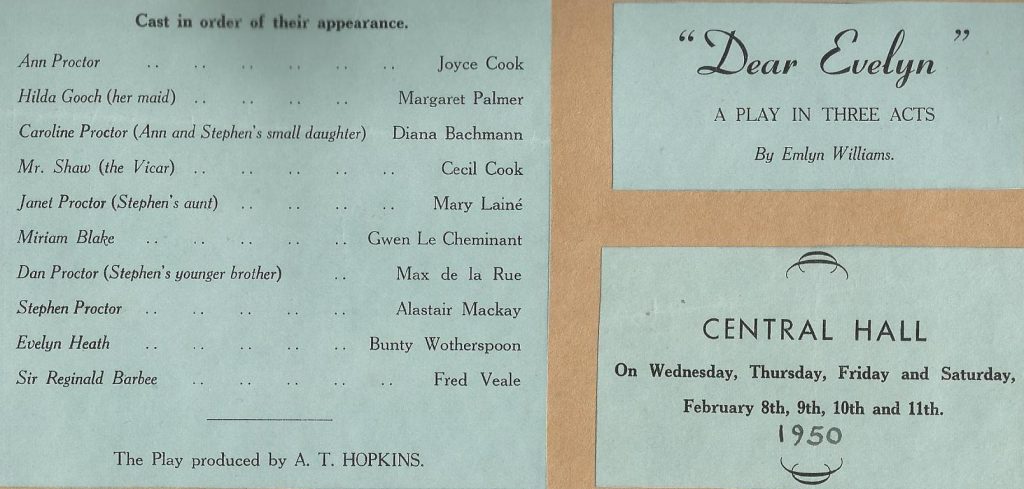 Cast in order of their appearance.
Ann Proctor .. .. .. .. .. .. Joyce Cook
Hilda Gooch (her maid) .. .. .. .. Margaret Palmer
Caroline Proctor (Ann and Stephen's small daughter) Diana Bachmann
Mr. Shaw (the Vicar) .. .. .. .. .. Cecil Cook
Janet Proctor (Stephen's aunt) .. .. .. .. Mary Lainé
Miriam Blake .. .. .. .. .. Gwen Le Cheminant
Dan Proctor (Stephen's younger brother) .. Max de la Rue
Stephen Proctor .. .. .. .. .. Alastair Mackay
Evelyn Heath .. .. .. .. .. Bunty Wotherspoon
Sir Reginald Barbee .. .. .. .. .. Fred Veale
The Play produced by A. T. HOPKINS.
“Dear Evelyn”
A PLAY IN THREE ACTS
By Emlyn Williams.
CENTRAL HALL
On Wednesday, Thursday, Friday and Saturday,
February 8th, 9th, 10th and 11th.
1950